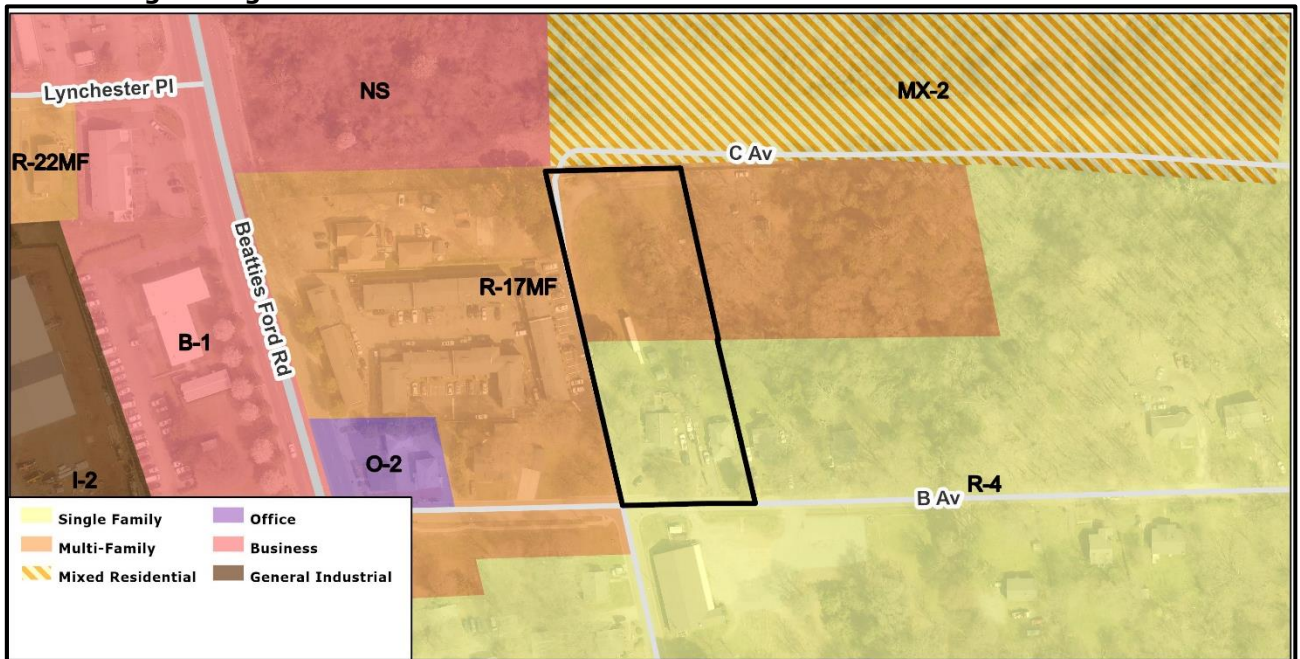 NS
MX-2
Lynchester Pl
C Av
R-22MF
Beatties Ford Rd
R-17MF
B-1
O-2
I-2
R-4
B Av
Single Family
Office
Multi-Family
Business
Mixed Residential
General Industrial